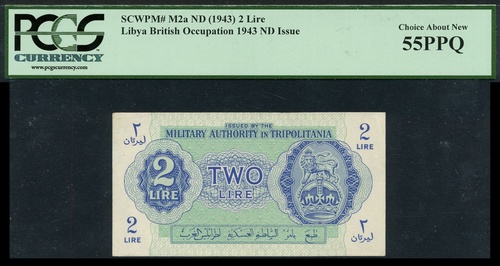 PCGS
CURRENCY
www.pcgscurrency.com
SCWPM# M2a ND (1943) 2 Lire
Libya British Occupation 1943 ND Issue
Choice About New
55PPQ
ISSUED BY THE
MILITARY AUTHORITY IN TRIPOLITANIA
٢
ليرتان
2
LIRE
2
LIRE
TWO
LIRE
2
LIRE
٢
ليرتان